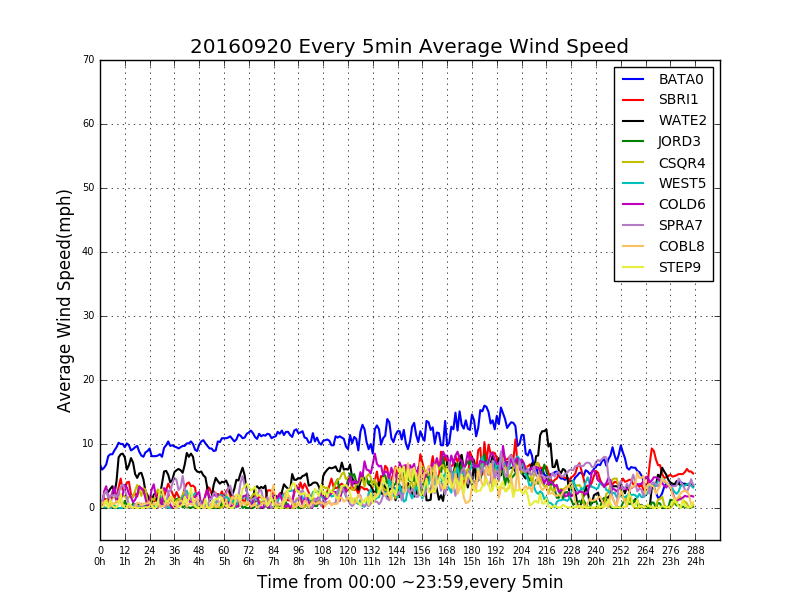 20160920 Every 5min Average Wind Speed
70
60
50
40
30
20
10
0
Average Wind Speed(mph)
BATA0
SBRI1
WATE2
JORD3
CSQR4
WEST5
COLD6
SPRA7
COBL8
STEP9
0 12 24 36 48 60 72 84 96 108 120 132 144 156 168 180 192 204 216 228 240 252 264 276 288
0h 1h 2h 3h 4h 5h 6h 7h 8h 9h 10h 11h 12h 13h 14h 15h 16h 17h 18h 19h 20h 21h 22h 23h 24h
Time from 00:00 ~23:59,every 5min